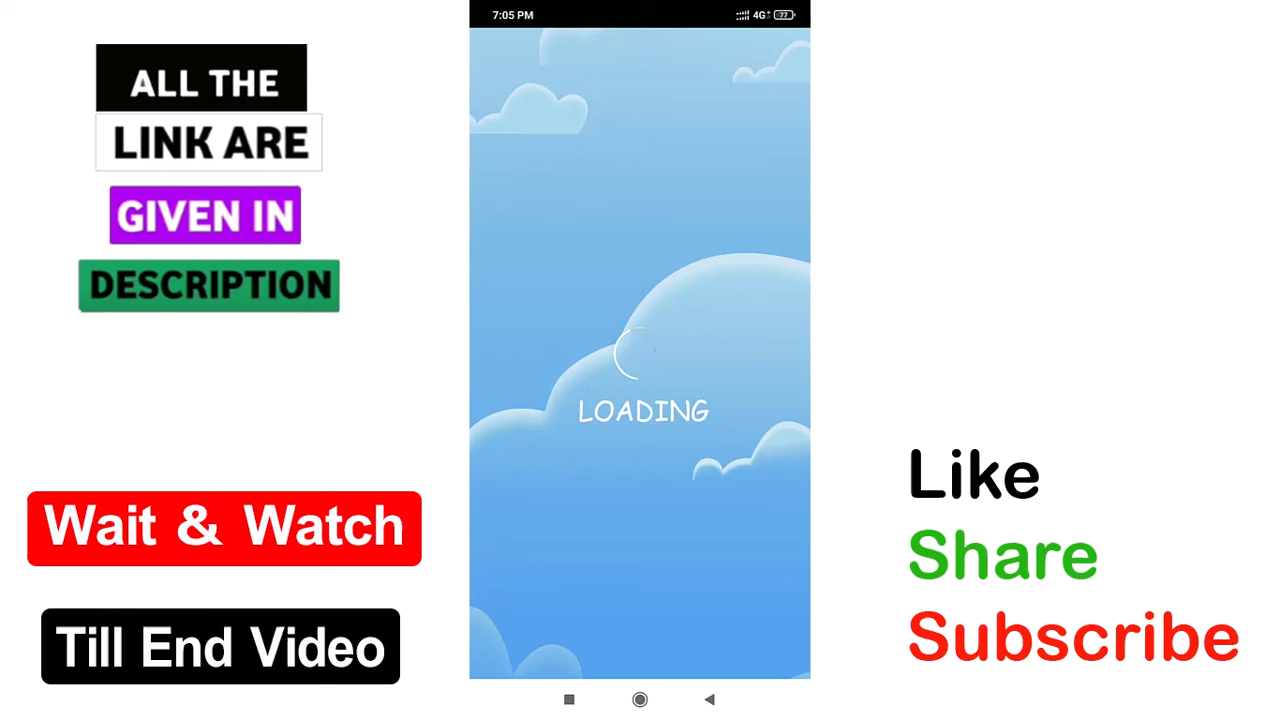 7:05 PM
4G+
77
ALL THE
LINK ARE
GIVEN IN
DESCRIPTION
LOADING
Wait & Watch
Till End Video
Like
Share
Subscribe